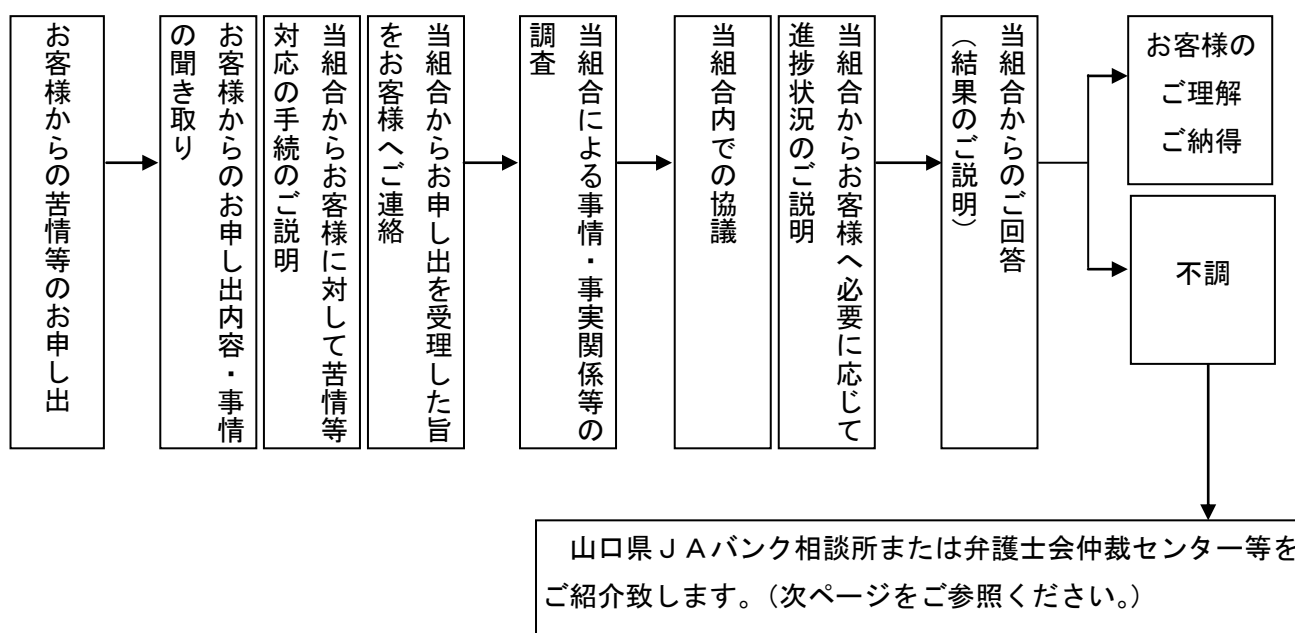 お客様からの苦情等のお申し出
お客様からのお申し出内容・事情
の聞き取り
当組合からお客様に対して苦情等
対応の手続のご説明
当組合からお申し出を受理した旨
をお客様へご連絡
当組合による事情・事実関係等の
調査
当組合内での協議
当組合からお客様へ必要に応じて
進捗状況のご説明
当組合からのご回答
（結果のご説明）
お客様の
ご理解
ご納得
不調
山口県ＪＡバンク相談所または弁護士会仲裁センター等を
ご紹介致します。（次ページをご参照ください。）